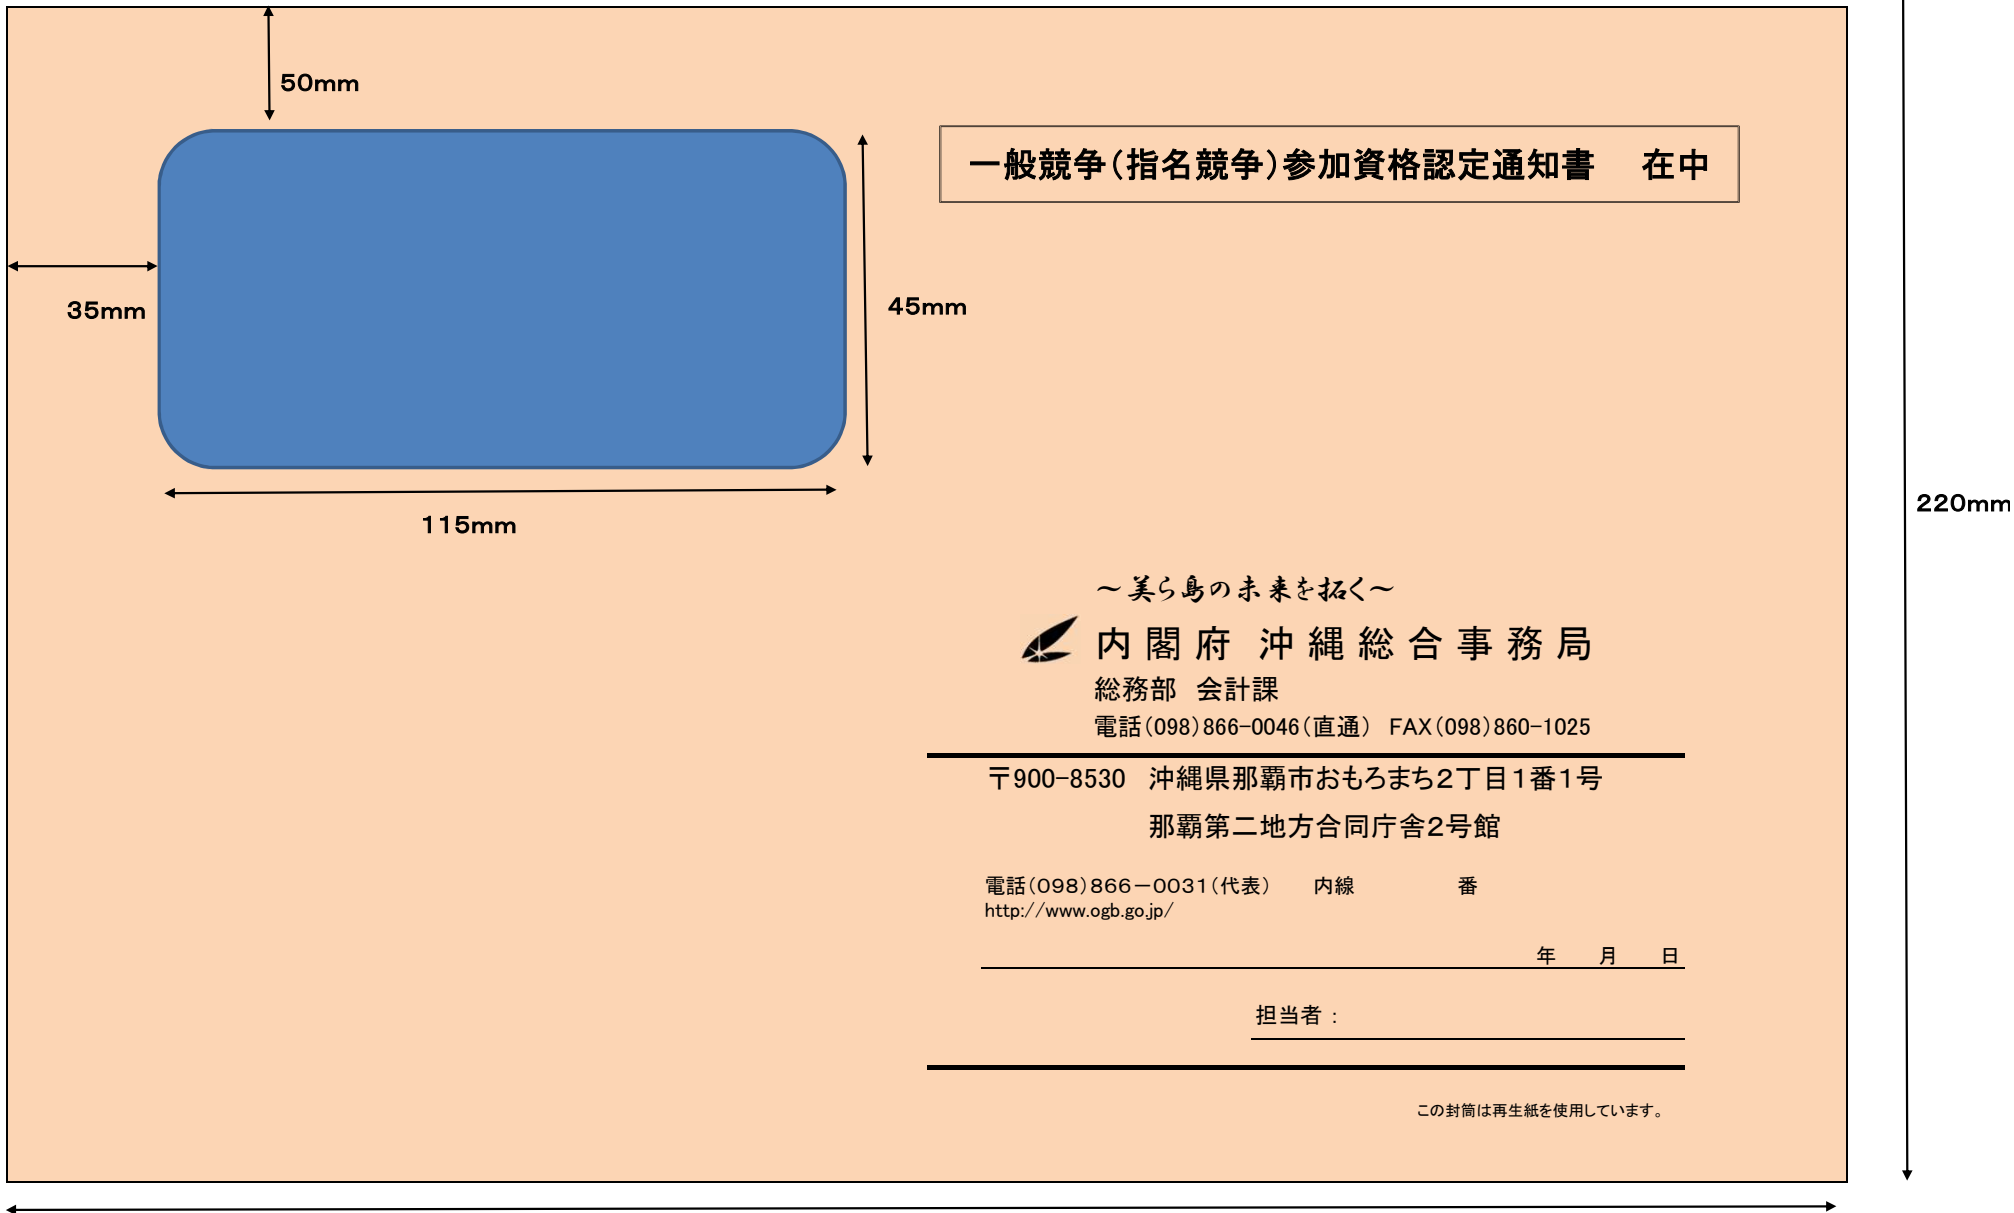 50mm
一般競争（指名競争）参加資格認定通知書　在中
35mm
45mm
115mm
220mm
～美ら島の未来を拓く～
内閣府 沖縄総合事務局
総務部　会計課
電話（098）866-0046（直通）　FAX（098）860-1025
〒900-8530　沖縄県那覇市おもろまち２丁目１番１号
那覇第二地方合同庁舎２号館
電話（０９８）８６６－００３１（代表）　　内線　　　　　番
http://www.ogb.go.jp/
年　　月　　日
担当者：
この封筒は再生紙を使用しています。